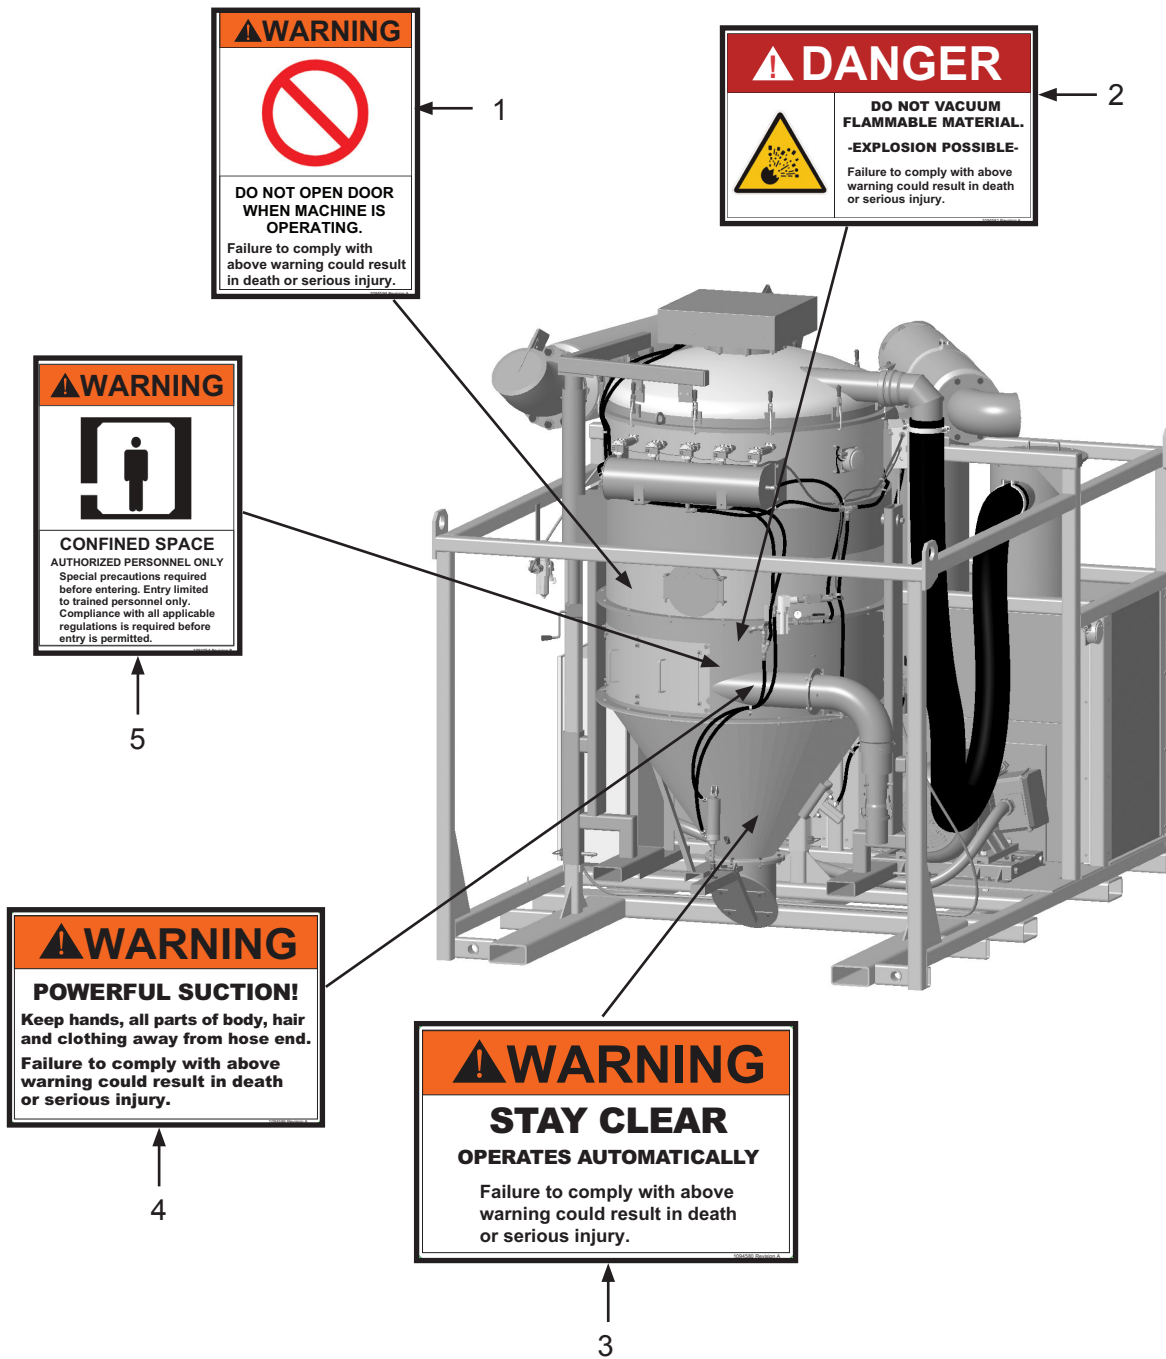 WARNING
DO NOT OPEN DOOR
WHEN MACHINE IS
OPERATING.
Failure to comply with
above warning could result
in death or serious injury.
1
DANGER
DO NOT VACUUM
FLAMMABLE MATERIAL.
-EXPLOSION POSSIBLE-
Failure to comply with above
warning could result in death
or serious injury.
2
WARNING
CONFINED SPACE
AUTHORIZED PERSONNEL ONLY
Special precautions required
before entering. Entry limited
to trained personnel only.
Compliance with all applicable
regulations is required before
entry is permitted.
5
WARNING
POWERFUL SUCTION!
Keep hands, all parts of body, hair
and clothing away from hose end.
Failure to comply with above
warning could result in death
or serious injury.
4
WARNING
STAY CLEAR
OPERATES AUTOMATICALLY
Failure to comply with above
warning could result in death
or serious injury.
1094580 Revision A
3